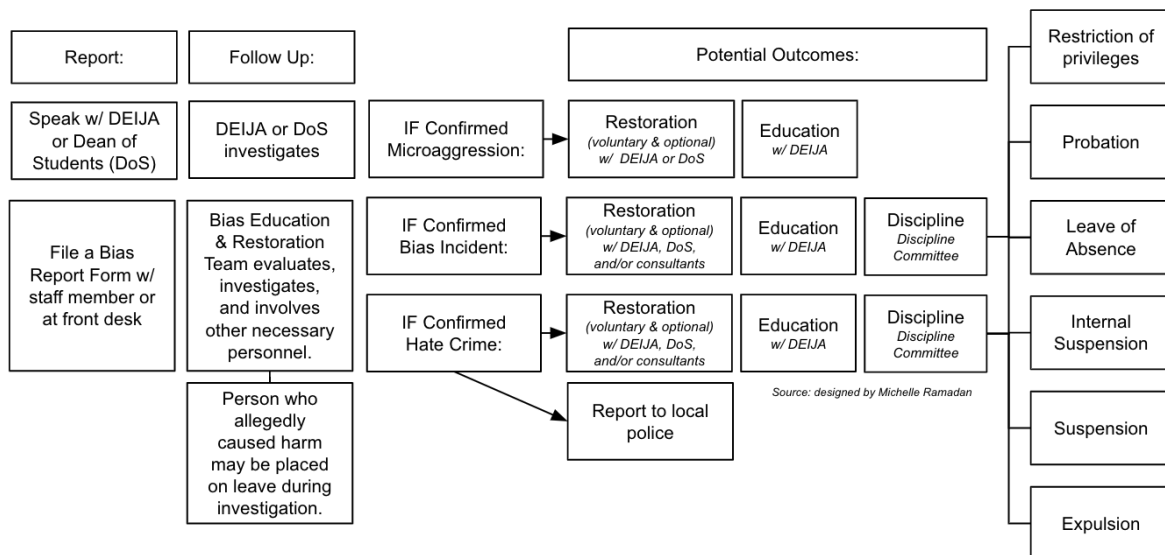 Report:
Follow Up:
Potential Outcomes:
Speak w/ DEIJA
or Dean of
Students (DoS)
DEIJA or DoS
investigates
IF Confirmed
Microaggression:
Restoration
(voluntary & optional)
w/ DEIJA or DoS
Education
w/ DEIJA
File a Bias
Report Form w/
staff member or
at front desk
Bias Education
& Restoration
Team evaluates,
investigates,
and involves
other necessary
personnel.
Person who
allegedly
caused harm
may be placed
on leave during
investigation.
IF Confirmed
Bias Incident:
Restoration
(voluntary & optional)
w/ DEIJA, DoS,
and/or consultants
Education
w/ DEIJA
Discipline
Discipline
Committee
IF Confirmed
Hate Crime:
Restoration
(voluntary & optional)
w/ DEIJA, DoS,
and/or consultants
Education
w/ DEIJA
Discipline
Discipline
Committee
Report to local
police
Source: designed by Michelle Ramadan
Restriction of
privileges
Probation
Leave of
Absence
Internal
Suspension
Suspension
Expulsion